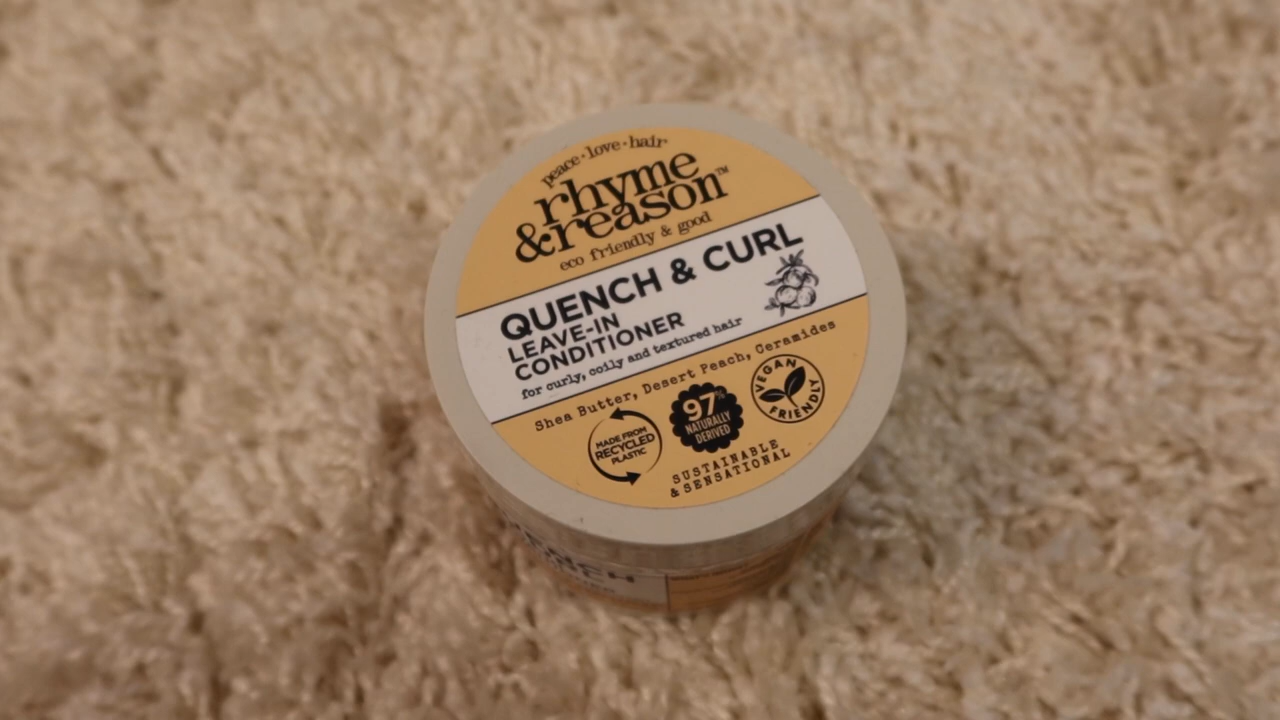 peace · love · hair
rhyme
&reason™
eco friendly & good
QUENCH & CURL
LEAVE-IN
CONDITIONER
for curly, coily and textured hair
Shea Butter, Desert Peach, Ceramides
MADE FROM
RECYCLED
PLASTIC
97%
NATURALLY
DERIVED
VEGAN
FRIENDLY
SUSTAINABLE
& SENSATIONAL